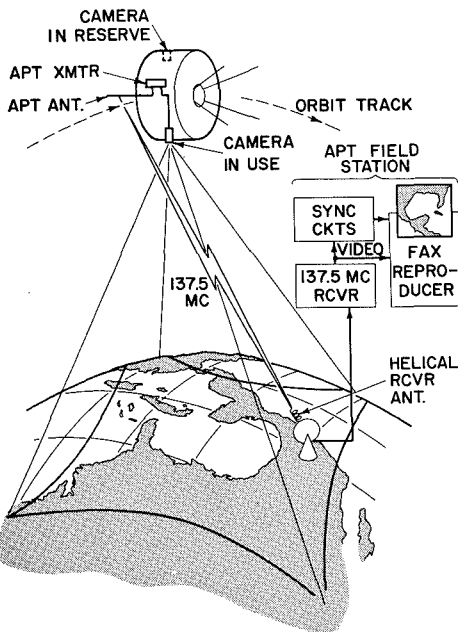 CAMERA
IN RESERVE
APT XMTR
APT ANT.
ORBIT TRACK
CAMERA
IN USE
APT FIELD
STATION
SYNC
CKTS
VIDEO
FAX
REPRO-
DUCER
137.5 MC
RCVR
137.5
MC
HELICAL
RCVR
ANT.